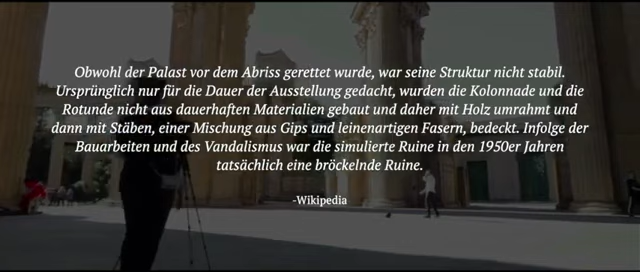 Obwohl der Palast vor dem Abriss gerettet wurde, war seine Struktur nicht stabil.
Ursprünglich nur für die Dauer der Ausstellung gedacht, wurden die Kolonnade und die
Rotunde nicht aus dauerhaften Materialien gebaut und daher mit Holz umrahmt und
dann mit Stäben, einer Mischung aus Gips und leinenartigen Fasern, bedeckt. Infolge der
Bauarbeiten und des Vandalismus war die simulierte Ruine in den 1950er Jahren
tatsächlich eine bröckelnde Ruine.
-Wikipedia